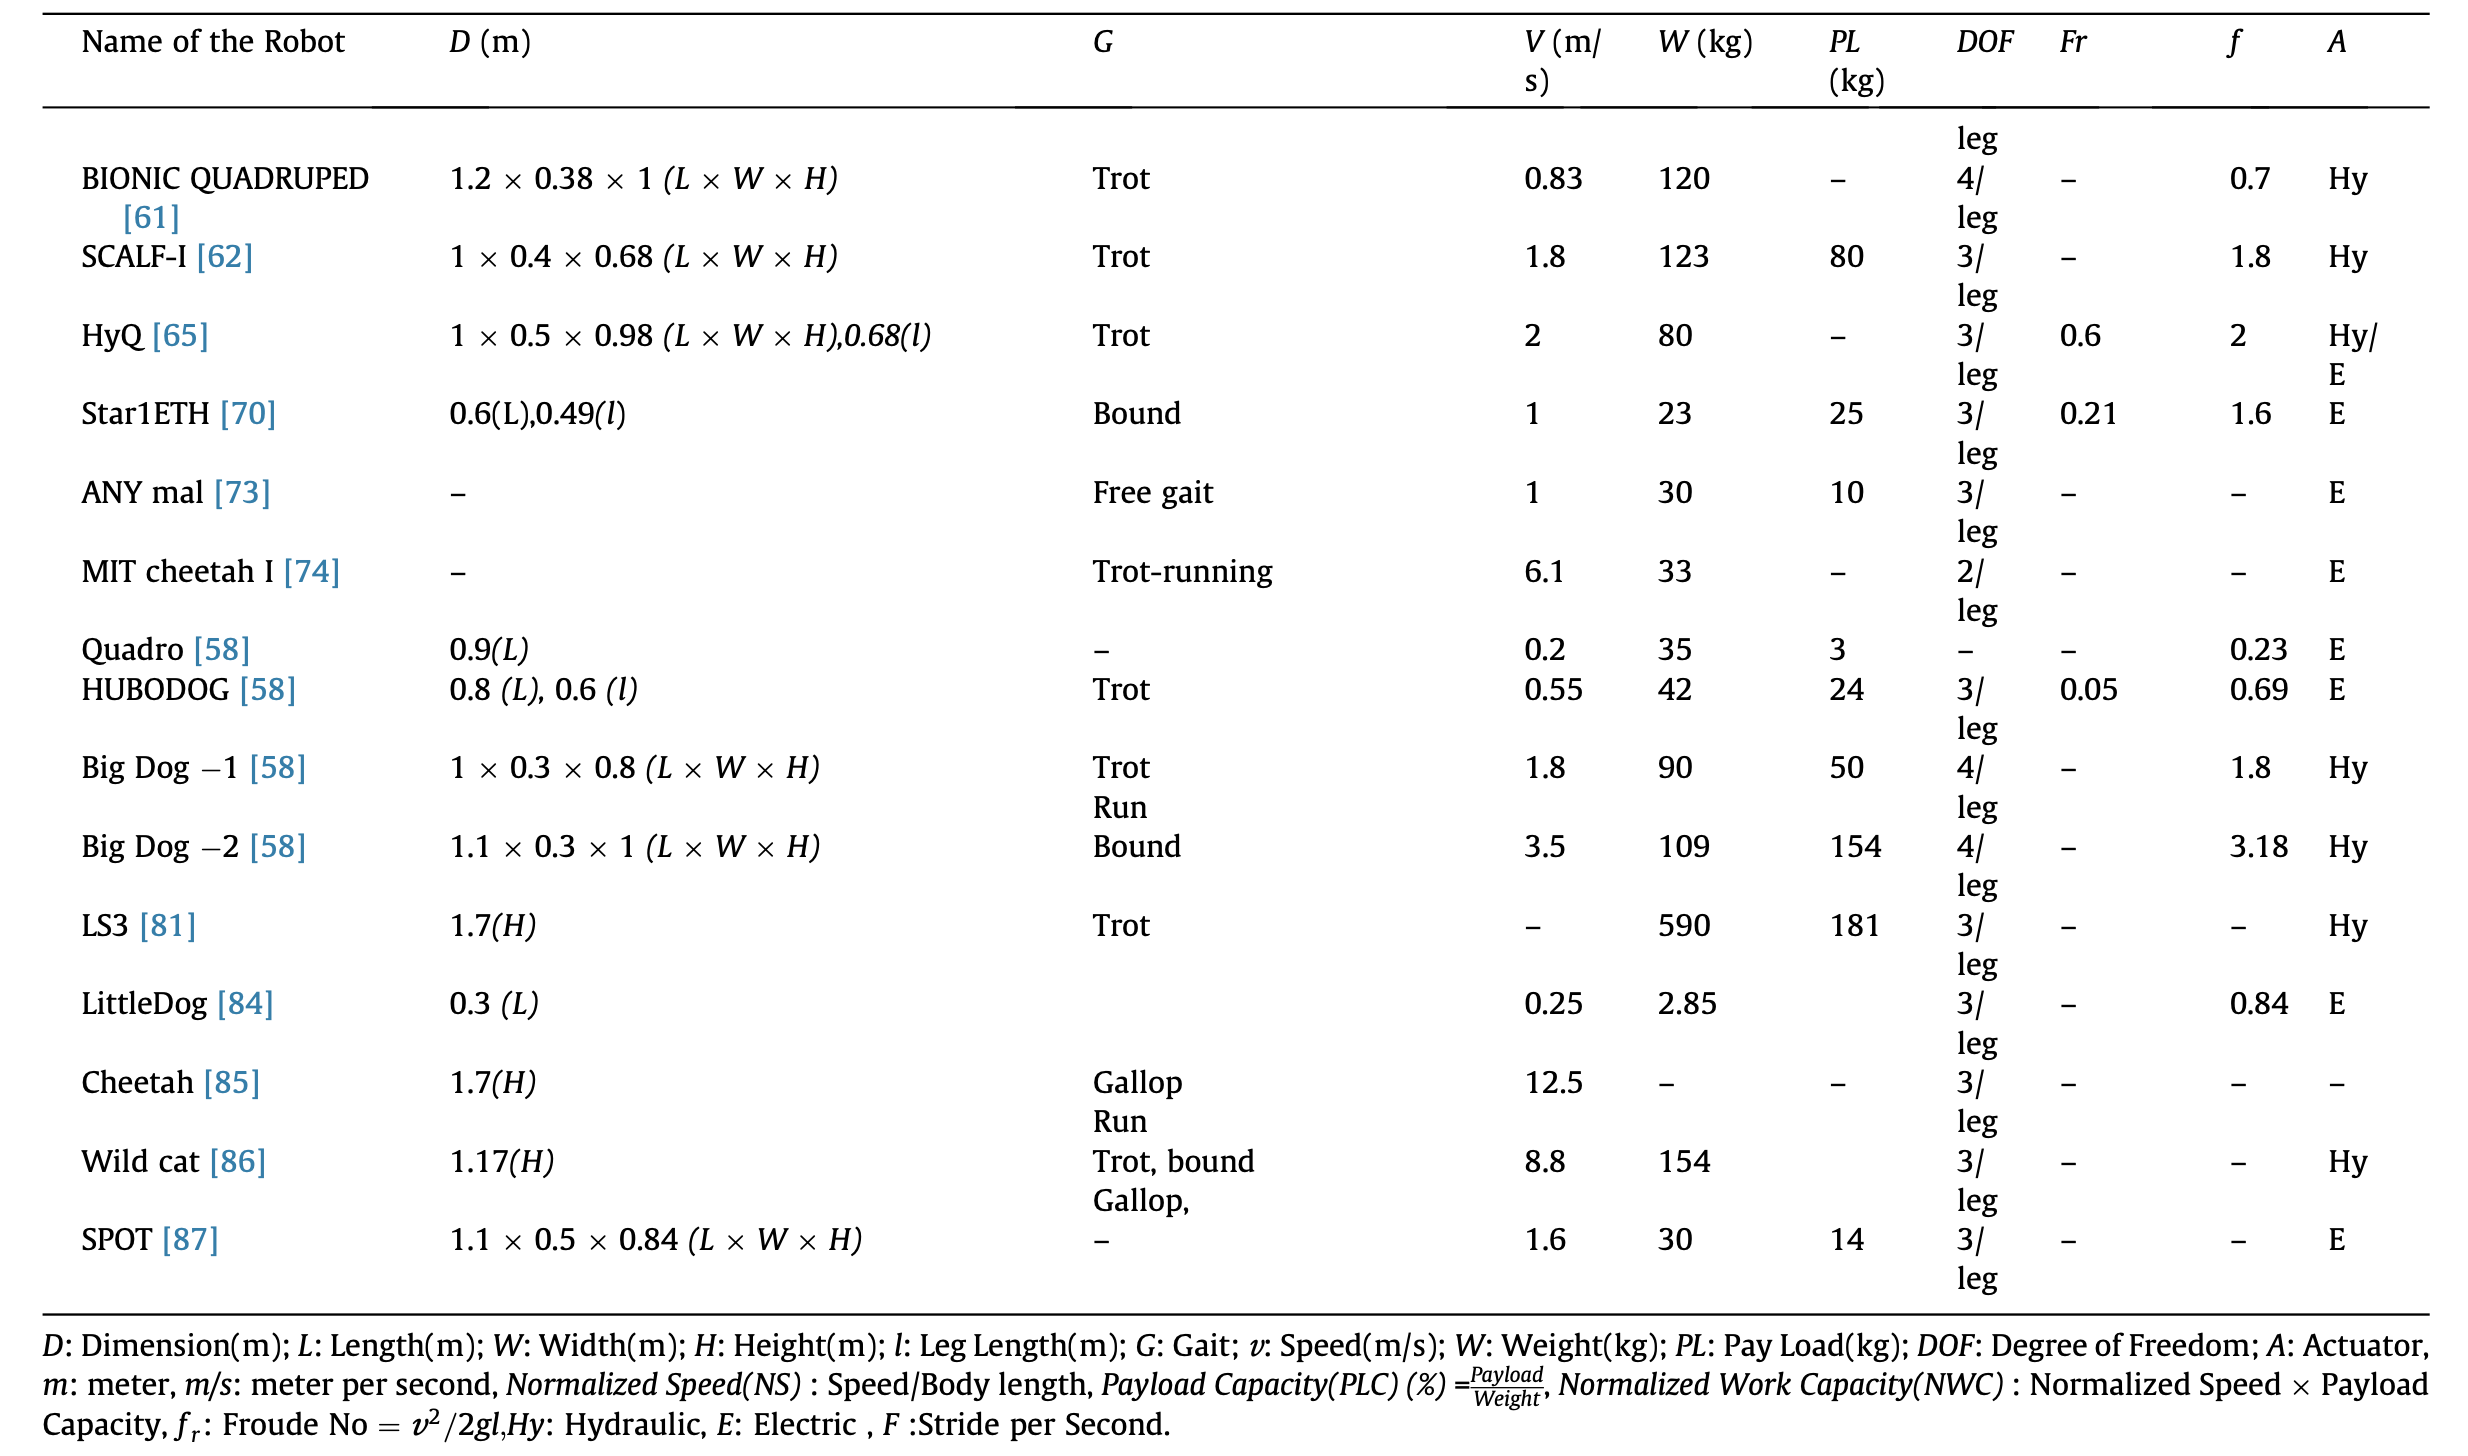 Name of the Robot D (m) G V (m/ W (kg) PL DOF Fr f A
s) (kg)
leg
BIONIC QUADRUPED 1.2 × 0.38 × 1 (L × W × H) Trot 0.83 120 – 4/ – 0.7 Hy
[61] leg
SCALF-I [62] 1 × 0.4 × 0.68 (L × W × H) Trot 1.8 123 80 3/ – 1.8 Hy
leg
HyQ [65] 1 × 0.5 × 0.98 (L × W × H),0.68(l) Trot 2 80 – 3/ 0.6 2 Hy/
leg E
Star1ETH [70] 0.6(L),0.49(l) Bound 1 23 25 3/ 0.21 1.6 E
leg
ANY mal [73] – Free gait 1 30 10 3/ – – E
leg
MIT cheetah I [74] – Trot-running 6.1 33 – 2/ – – E
leg
Quadro [58] 0.9(L) – 0.2 35 3 – – 0.23 E
HUBODOG [58] 0.8 (L), 0.6 (l) Trot 0.55 42 24 3/ 0.05 0.69 E
leg
Big Dog −1 [58] 1 × 0.3 × 0.8 (L × W × H) Trot 1.8 90 50 4/ – 1.8 Hy
Run leg
Big Dog −2 [58] 1.1 × 0.3 × 1 (L × W × H) Bound 3.5 109 154 4/ – 3.18 Hy
leg
LS3 [81] 1.7(H) Trot – 590 181 3/ – – Hy
leg
LittleDog [84] 0.3 (L) 0.25 2.85 3/ – 0.84 E
leg
Cheetah [85] 1.7(H) Gallop 12.5 – – 3/ – – –
Run leg
Wild cat [86] 1.17(H) Trot, bound 8.8 154 3/ – – Hy
Gallop, leg
SPOT [87] 1.1 × 0.5 × 0.84 (L × W × H) – 1.6 30 14 3/ – – E
leg
D: Dimension(m); L: Length(m); W: Width(m); H: Height(m); l: Leg Length(m); G: Gait; v: Speed(m/s); W: Weight(kg); PL: Pay Load(kg); DOF: Degree of Freedom; A: Actuator,
m: meter, m/s: meter per second, Normalized Speed(NS) : Speed/Body length, Payload Capacity(PLC) (%) =Payload/Weight, Normalized Work Capacity(NWC) : Normalized Speed × Payload
Capacity, fr: Froude No = v²/2gl,Hy: Hydraulic, E: Electric , F :Stride per Second.